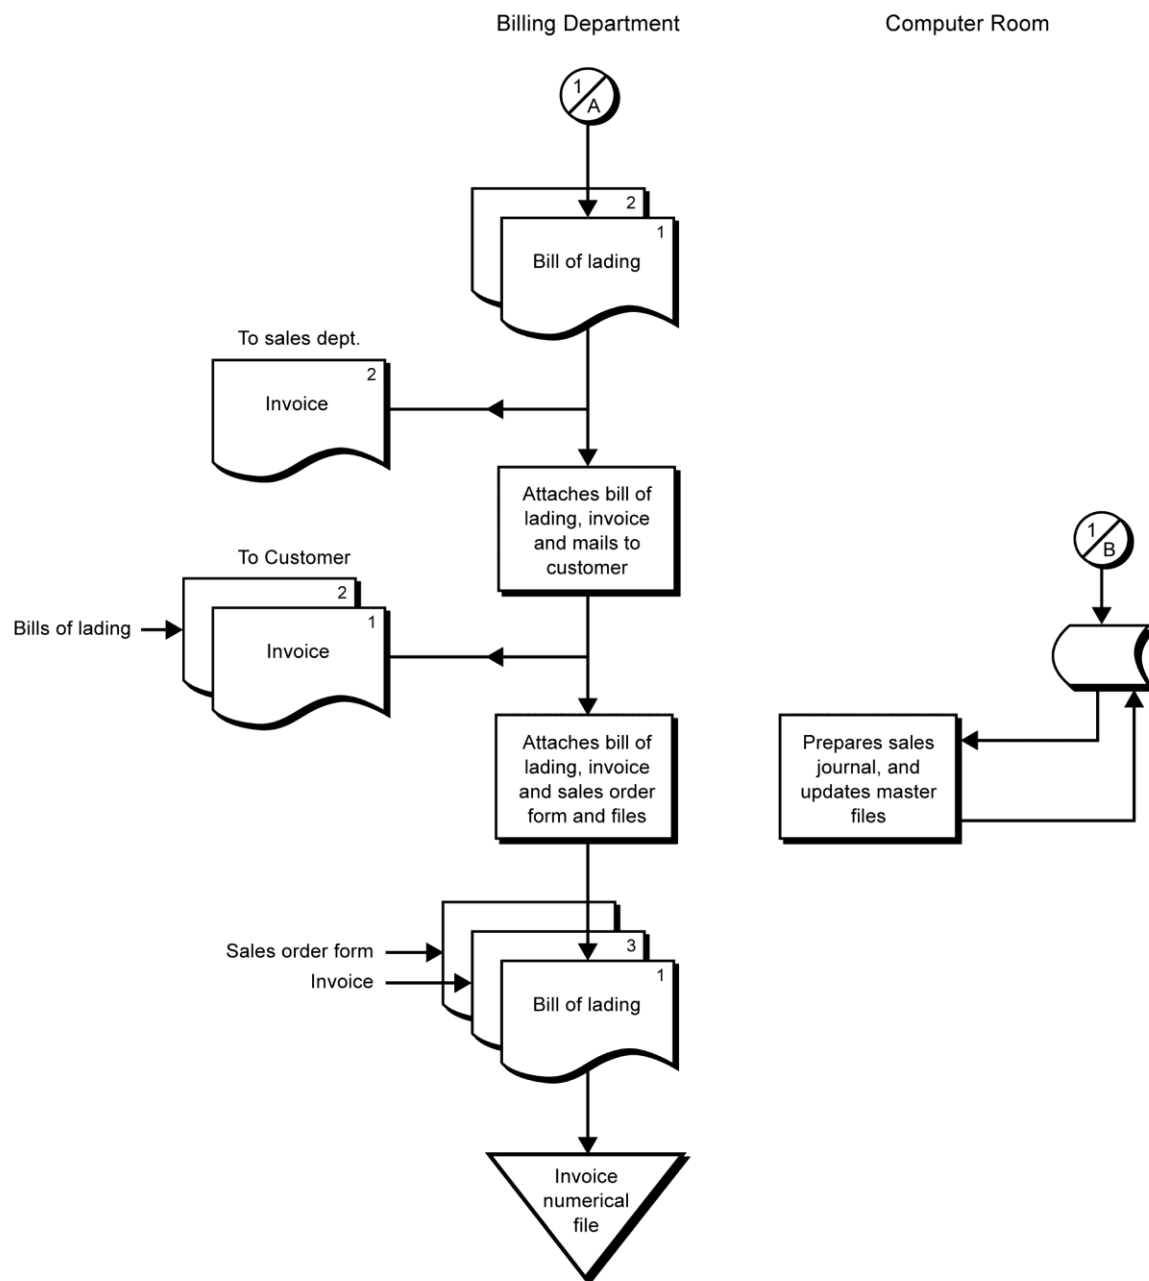 Billing Department
Computer Room
1
A
2
1
Bill of lading
To sales dept.
2
Invoice
Attaches bill of
lading, invoice
and mails to
customer
1
B
To Customer
2
1
Bills of lading
Invoice
Attaches bill of
lading, invoice
and sales order
form and files
Prepares sales
journal, and
updates master
files
Sales order form
3
Invoice
1
Bill of lading
Invoice
numerical
file